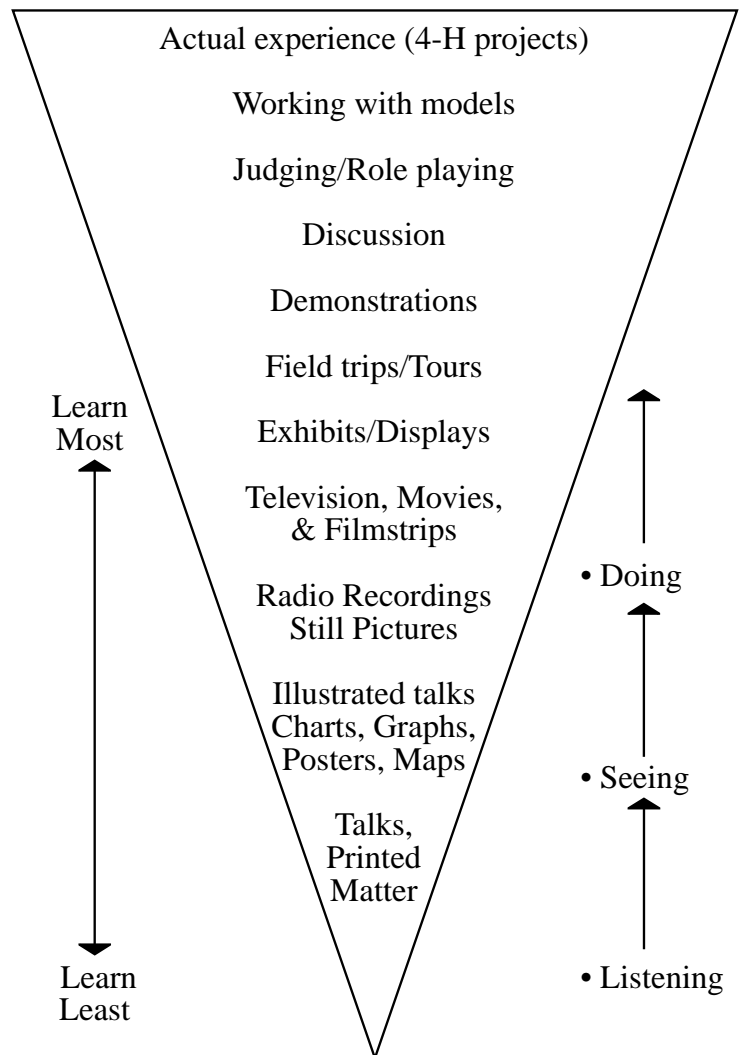 Actual experience (4-H projects)
Working with models
Judging/Role playing
Discussion
Demonstrations
Field trips/Tours
Exhibits/Displays
Television, Movies,
& Filmstrips
Radio Recordings
Still Pictures
Illustrated talks
Charts, Graphs,
Posters, Maps
Talks,
Printed
Matter
Learn
Most
Learn
Least
• Doing
• Seeing
• Listening